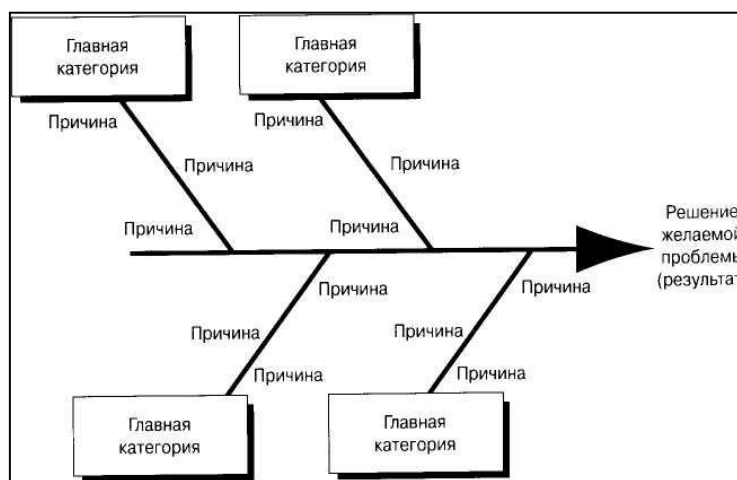 Главная
категория
Главная
категория
Причина
Причина
Причина
Причина
Причина
Причина
Решение
желаемой
проблемы
(результат
Причина
Причина
Причина
Причина
Причина
Причина
Главная
категория
Главная
категория